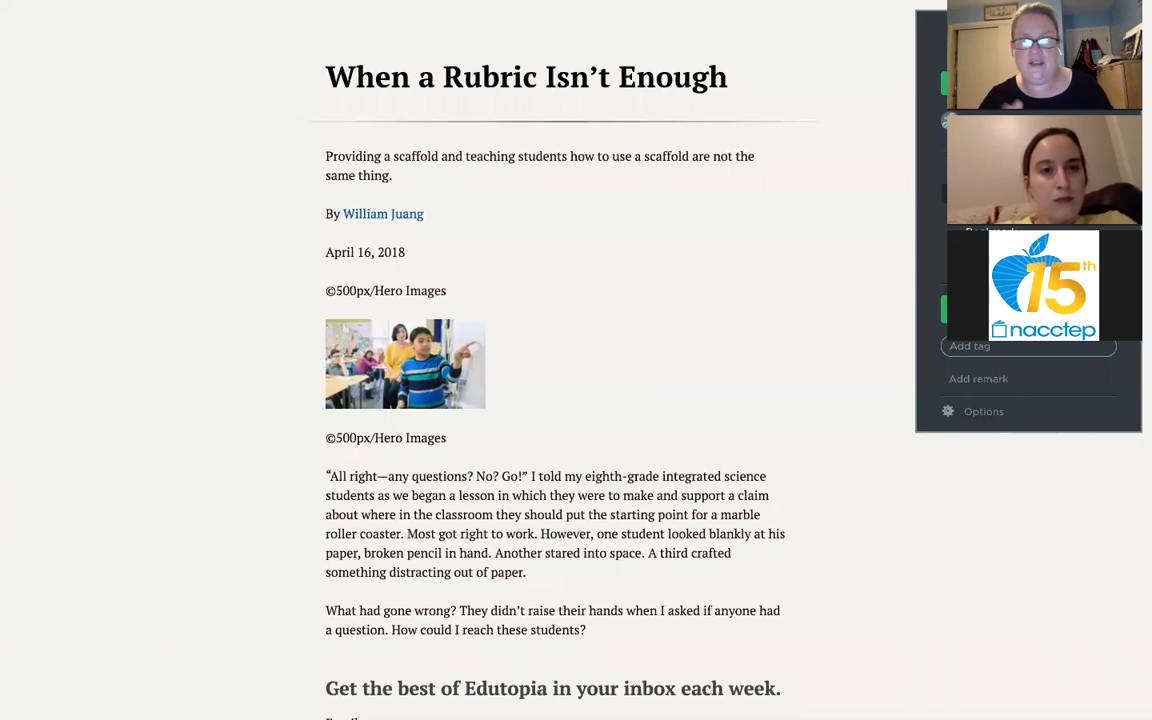 When a Rubric Isn’t Enough
Providing a scaffold and teaching students how to use a scaffold are not the
same thing.
By William Juang
April 16, 2018
©500px/Hero Images
©500px/Hero Images
“All right—any questions? No? Go!” I told my eighth-grade integrated science
students as we began a lesson in which they were to make and support a claim
about where in the classroom they should put the starting point for a marble
roller coaster. Most got right to work. However, one student looked blankly at his
paper, broken pencil in hand. Another stared into space. A third crafted
something distracting out of paper.
What had gone wrong? They didn’t raise their hands when I asked if anyone had
a question. How could I reach these students?
Get the best of Edutopia in your inbox each week.
15th
nacctep
Add tag
Add remark
Options